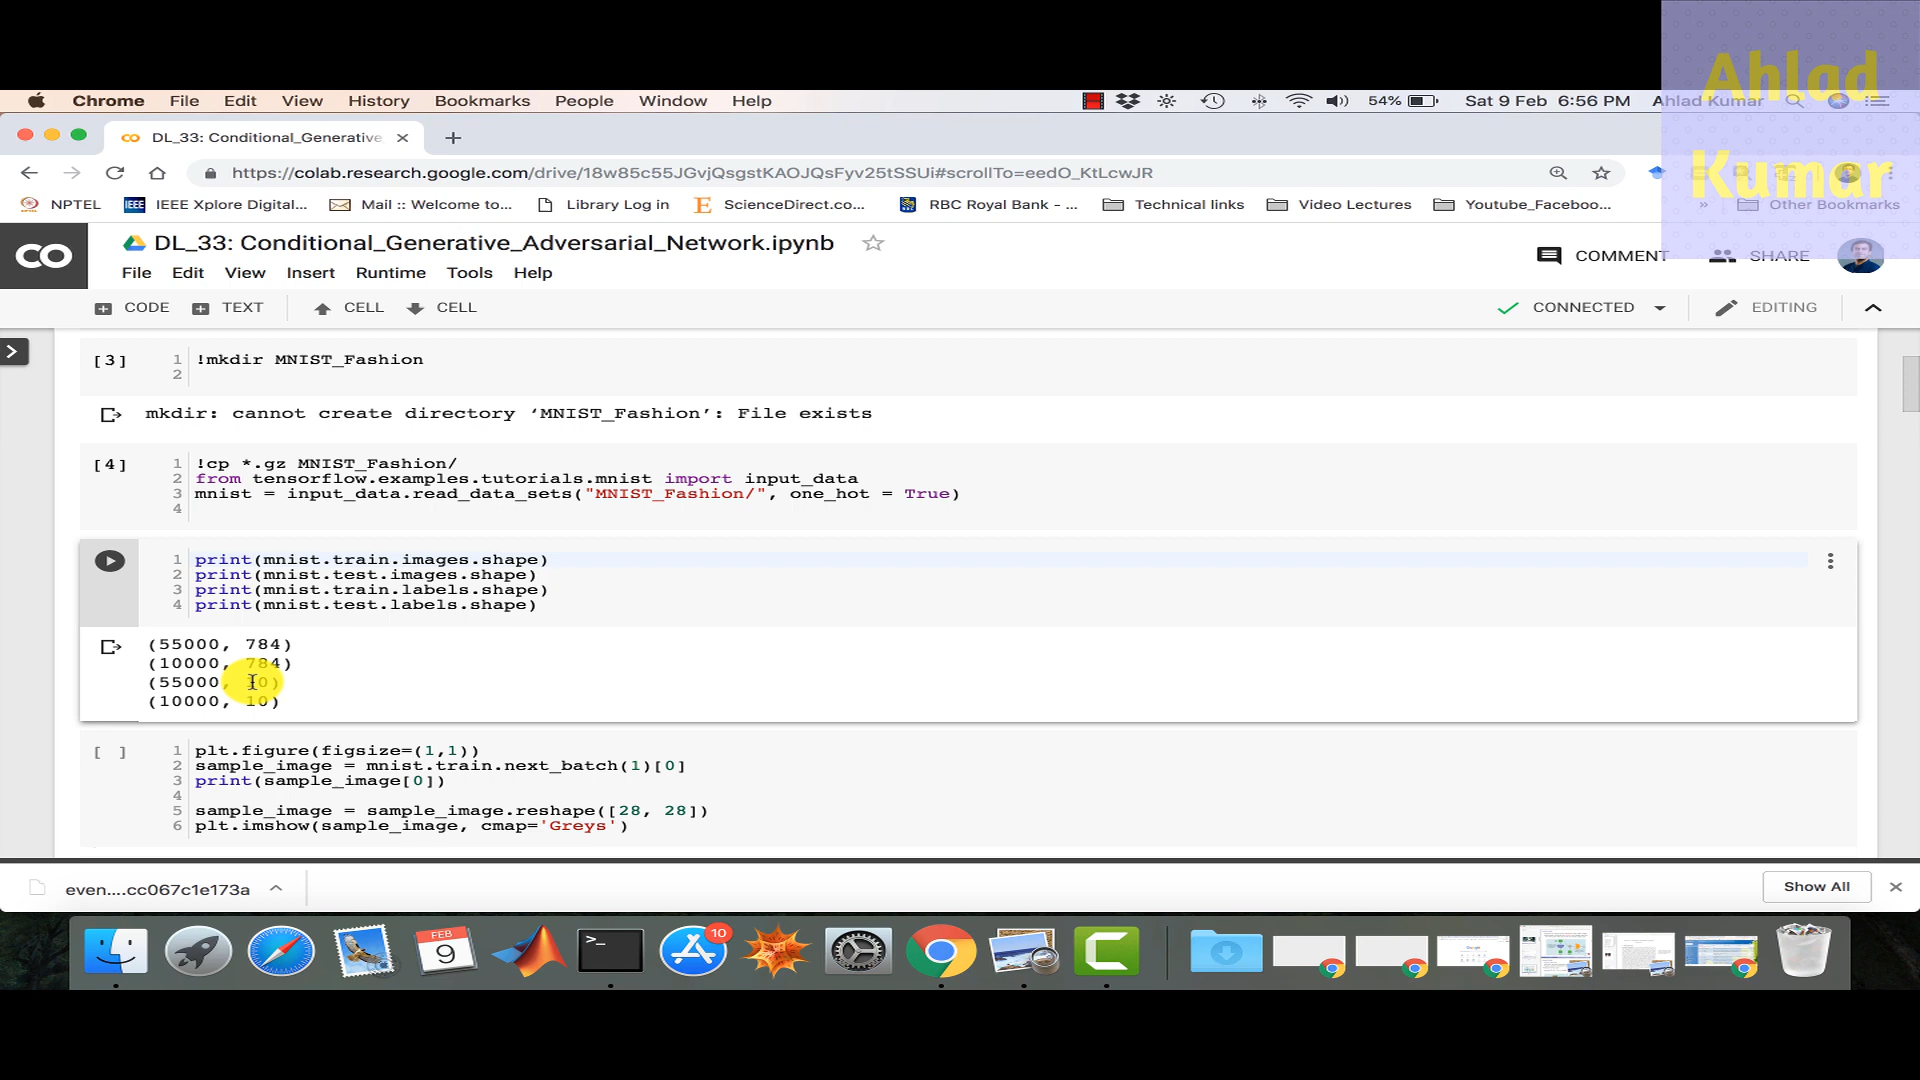 Ahlad
Kumar
Chrome File Edit View History Bookmarks People Window Help 54% Sat 9 Feb 6:56 PM Ahlad Kumar
DL_33: Conditional_Generative
https://colab.research.google.com/drive/18w85c55JGvjQsgstKAOJQsFyv25tSSUi#scrollTo=eedO_KtLcwJR
NPTEL IEEE Xplore Digital... Mail :: Welcome to... Library Log in ScienceDirect.co... RBC Royal Bank - ... Technical links Video Lectures Youtube_Faceboo... » Other Bookmarks
DL_33: Conditional_Generative_Adversarial_Network.ipynb
COMMENT SHARE
File Edit View Insert Runtime Tools Help
CODE TEXT CELL CELL CONNECTED EDITING
[3] 1 !mkdir MNIST_Fashion
2
mkdir: cannot create directory ‘MNIST_Fashion’: File exists
[4] 1 !cp *.gz MNIST_Fashion/
2 from tensorflow.examples.tutorials.mnist import input_data
3 mnist = input_data.read_data_sets("MNIST_Fashion/", one_hot = True)
4
1 print(mnist.train.images.shape)
2 print(mnist.test.images.shape)
3 print(mnist.train.labels.shape)
4 print(mnist.test.labels.shape)
(55000, 784)
(10000, 784)
(55000, 10)
(10000, 10)
[ ] 1 plt.figure(figsize=(1,1))
2 sample_image = mnist.train.next_batch(1)[0]
3 print(sample_image[0])
4
5 sample_image = sample_image.reshape([28, 28])
6 plt.imshow(sample_image, cmap='Greys')
even....cc067c1e173a Show All
FEB
9
10